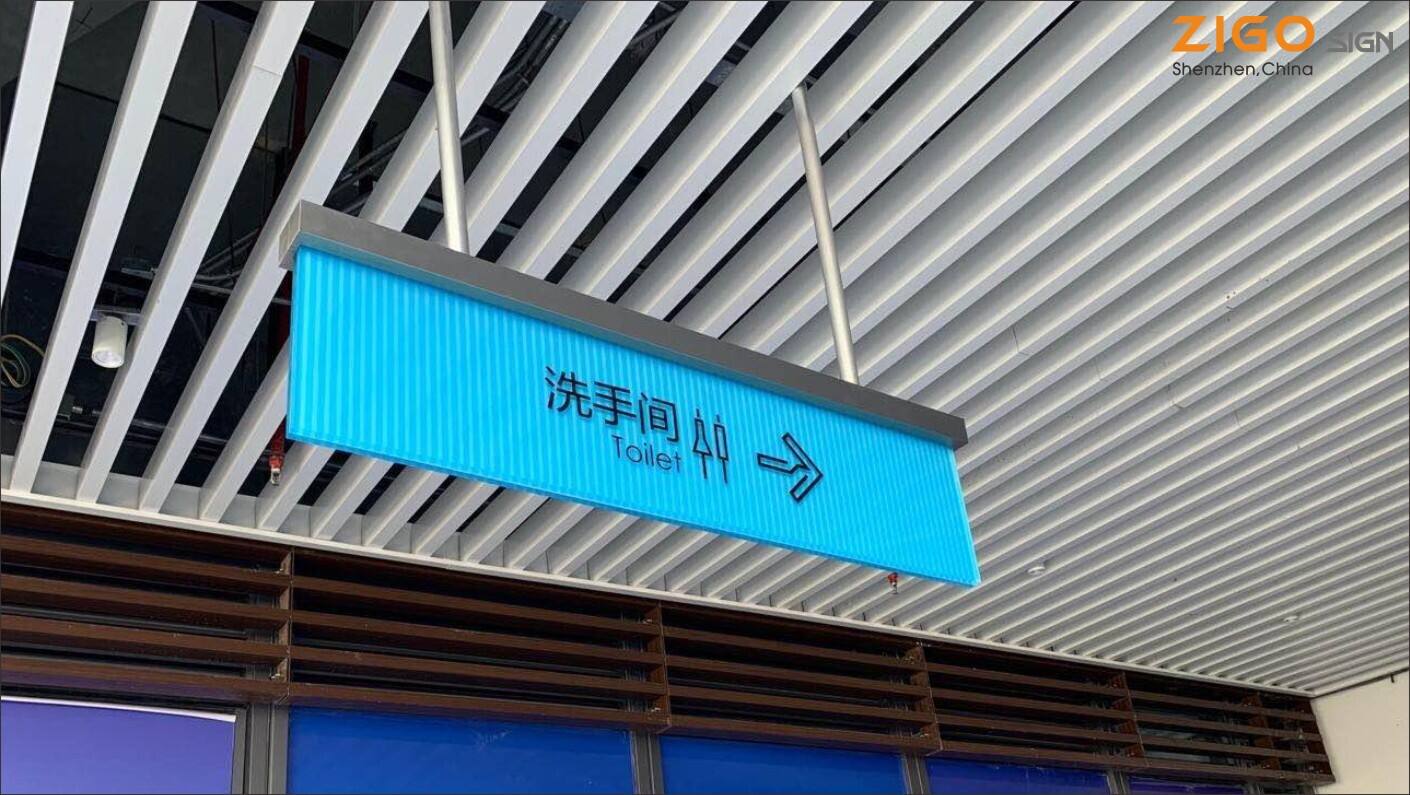 ZIGO SIGN
Shenzhen,China
洗手间
Toilet